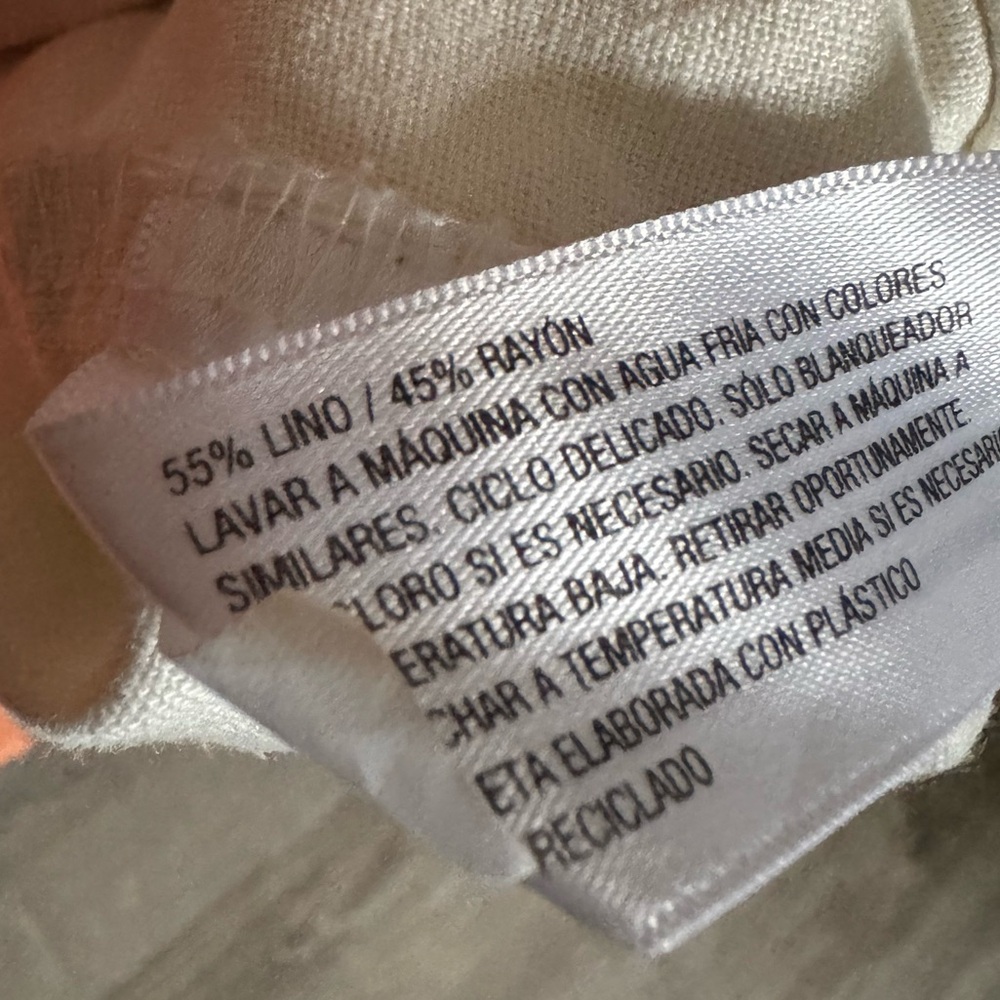 55% LINO / 45% RAYÓN
LAVAR A MÁQUINA CON AGUA FRÍA CON COLORES
SIMILARES. CICLO DELICADO. SÓLO BLANQUEADOR
CLORO SI ES NECESARIO. SECAR A MÁQUINA A
ERATURA BAJA. RETIRAR OPORTUNAMENTE.
CHAR A TEMPERATURA MEDIA SI ES NECESARIO
ETA ELABORADA CON PLÁSTICO
RECICLADO